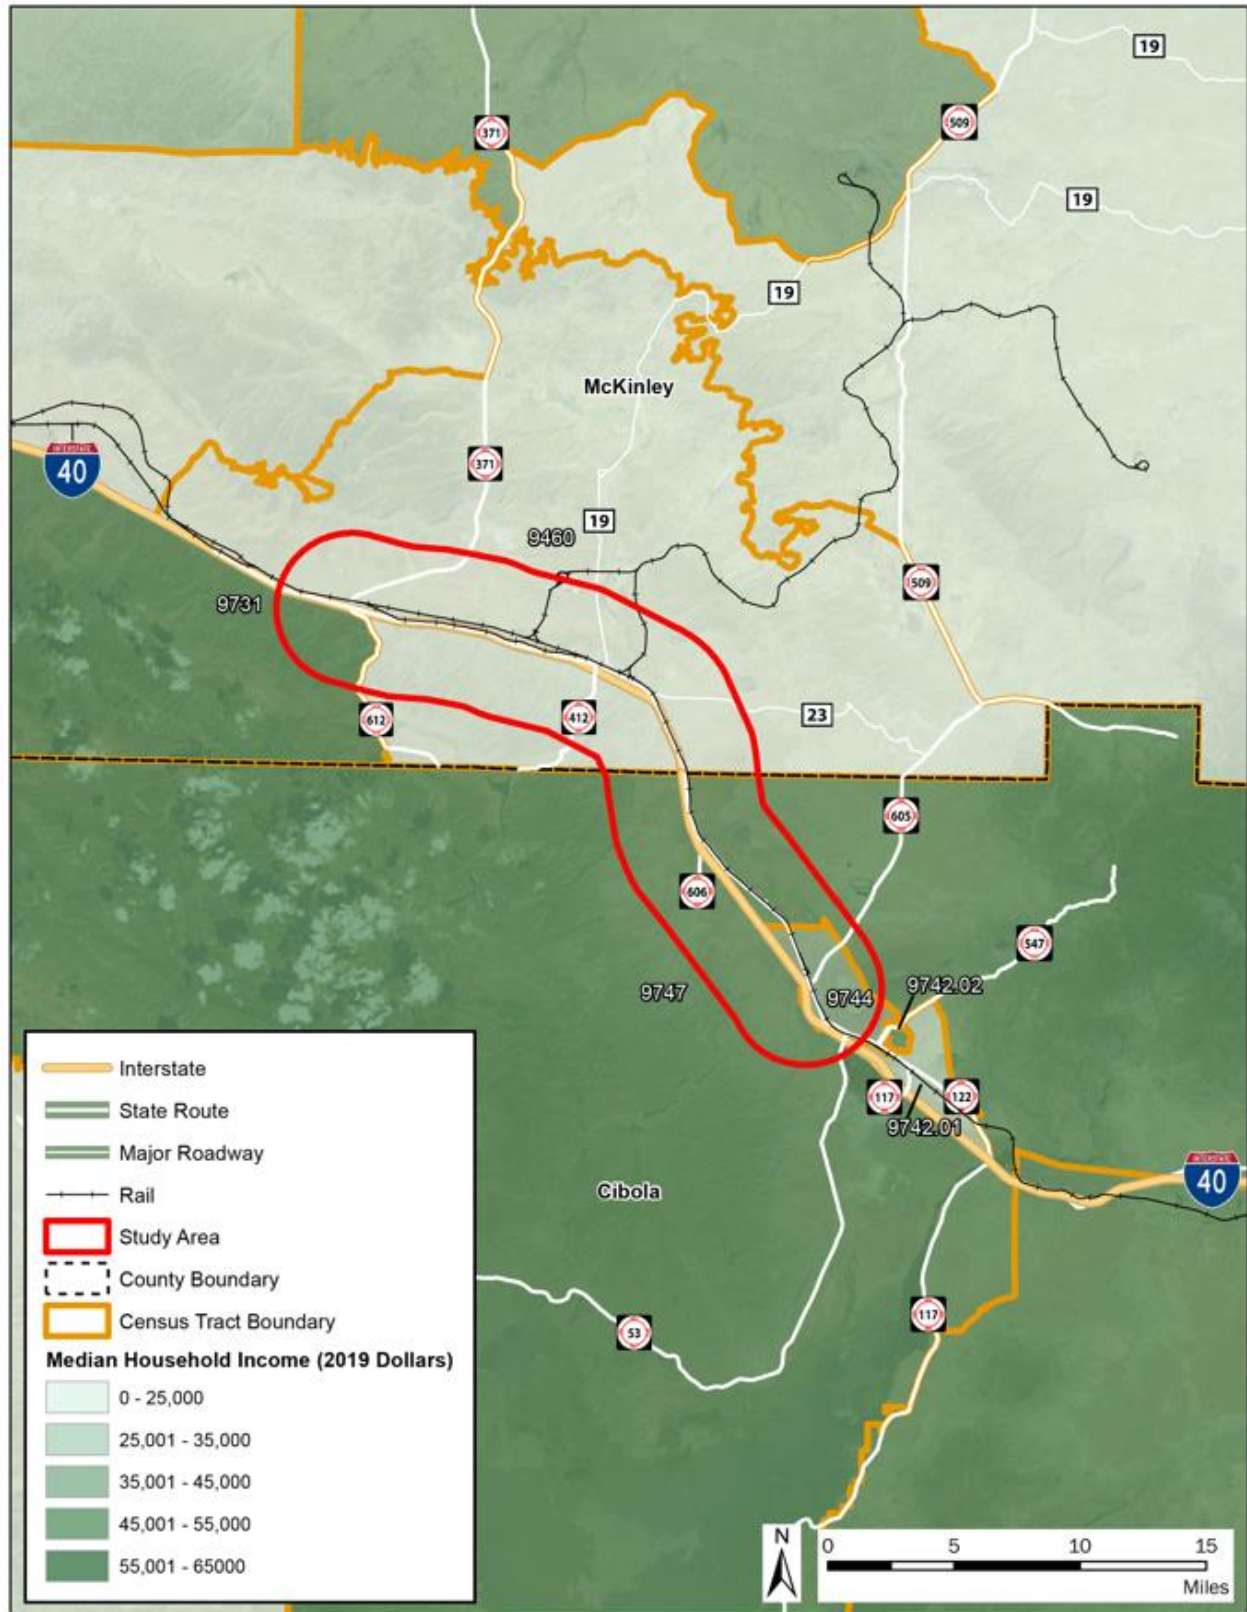 19
371
509
19
19
McKinley
INTERSTATE
40
371
19
9460
509
9731
612
412
23
605
606
547
9747
9744
9742.02
117
122
9742.01
INTERSTATE
40
Cibola
117
53
Interstate
State Route
Major Roadway
Rail
Study Area
County Boundary
Census Tract Boundary
Median Household Income (2019 Dollars)
0 - 25,000
25,001 - 35,000
35,001 - 45,000
45,001 - 55,000
55,001 - 65000
N
0 5 10 15
Miles